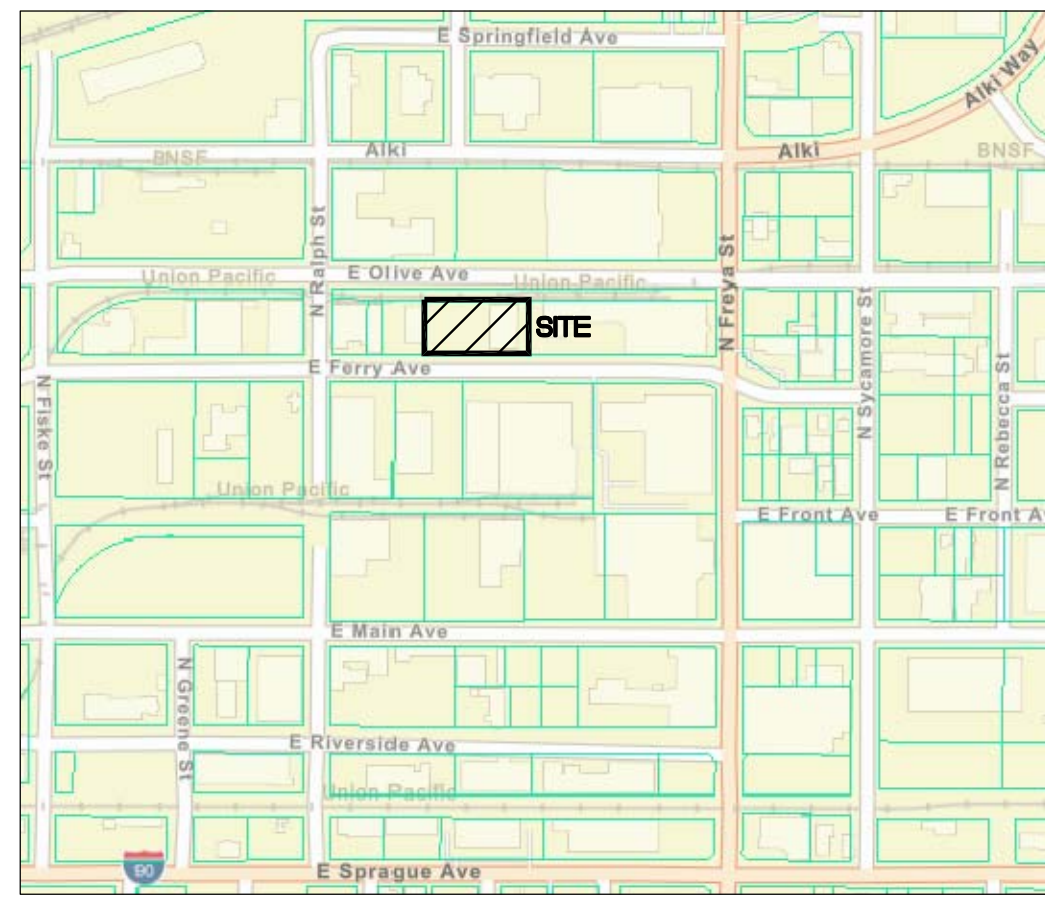 E Springfield Ave
Alki Way
BNSF
Alki
Alki
BNSF
N Ralph St
Union Pacific
E Olive Ave
Union Pacific
N Freya St
SITE
N Sycamore St
E Ferry Ave
N Fiske St
N Rebecca St
Union Pacific
E Front Ave
E Front Av
E Main Ave
N Greene St
E Riverside Ave
Union Pacific
90
E Sprague Ave